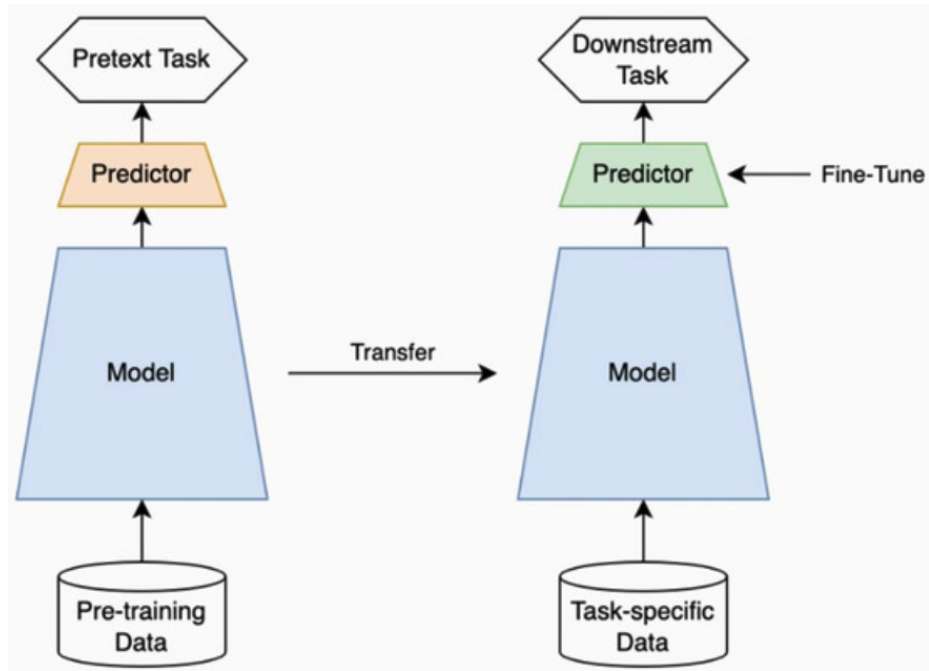 Pretext Task
Predictor
Model
Pre-training
Data
Transfer
Downstream
Task
Predictor
Fine-Tune
Model
Task-specific
Data